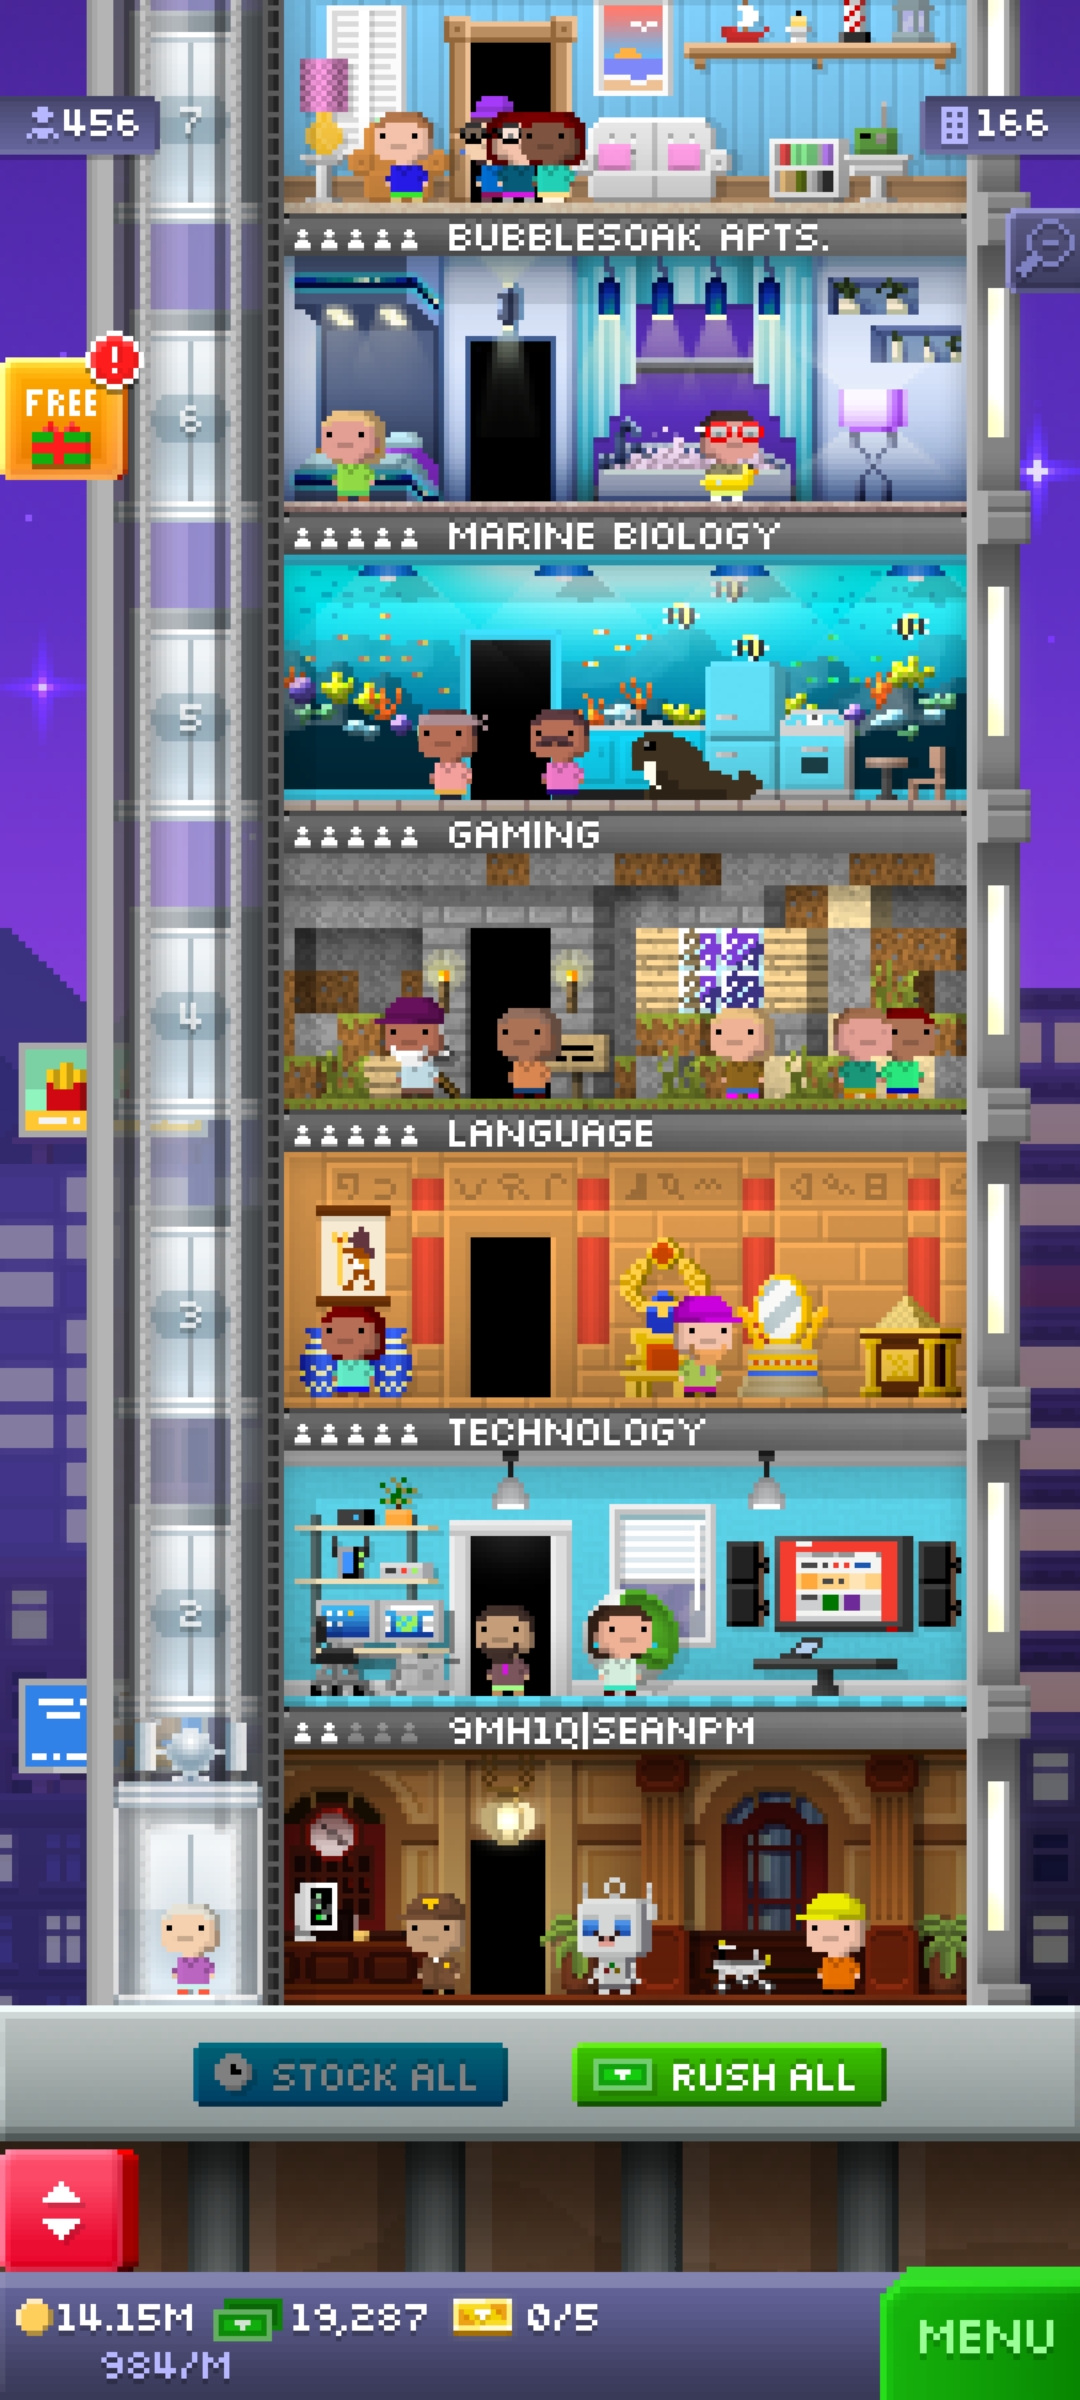 7
456
166
BUBBLESOAK APTS.
FREE
!
6
MARINE BIOLOGY
5
GAMING
4
LANGUAGE
3
TECHNOLOGY
2
9MH1Q|SEANPM
STOCK ALL
RUSH ALL
14.15M
19,287
0/5
984/M
MENU